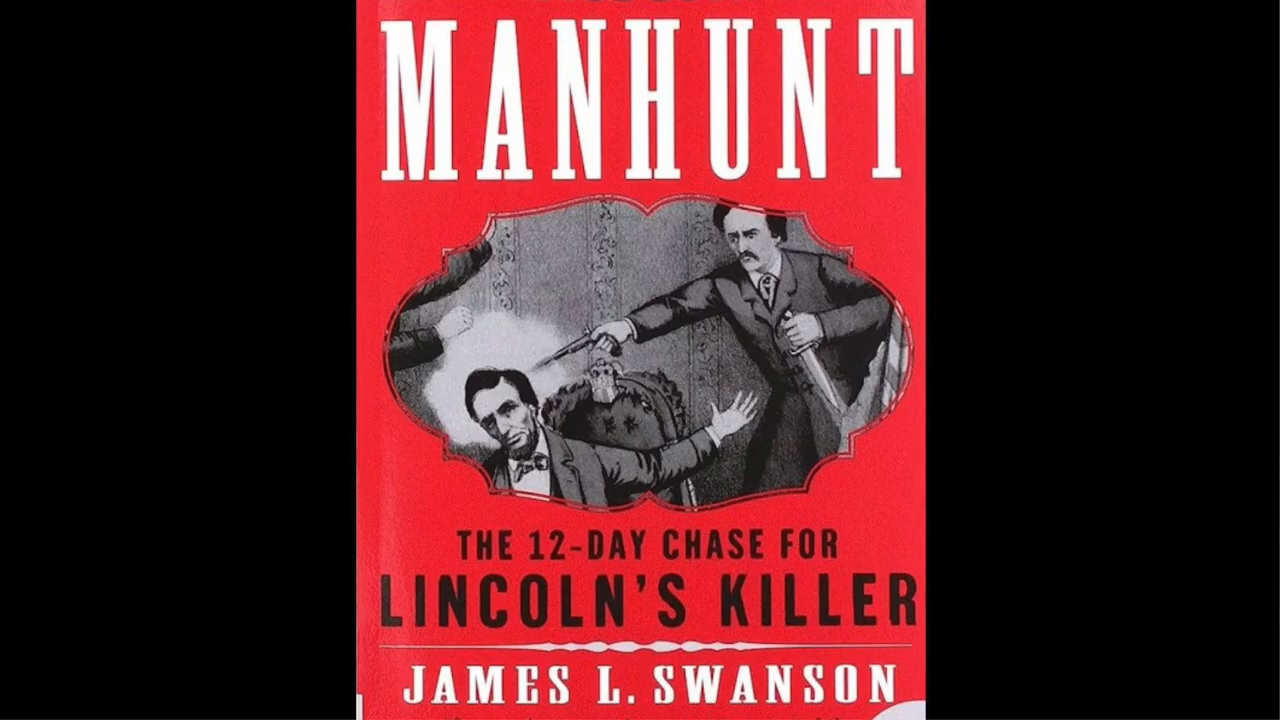 MANHUNT
THE 12-DAY CHASE FOR
LINCOLN'S KILLER
JAMES L. SWANSON